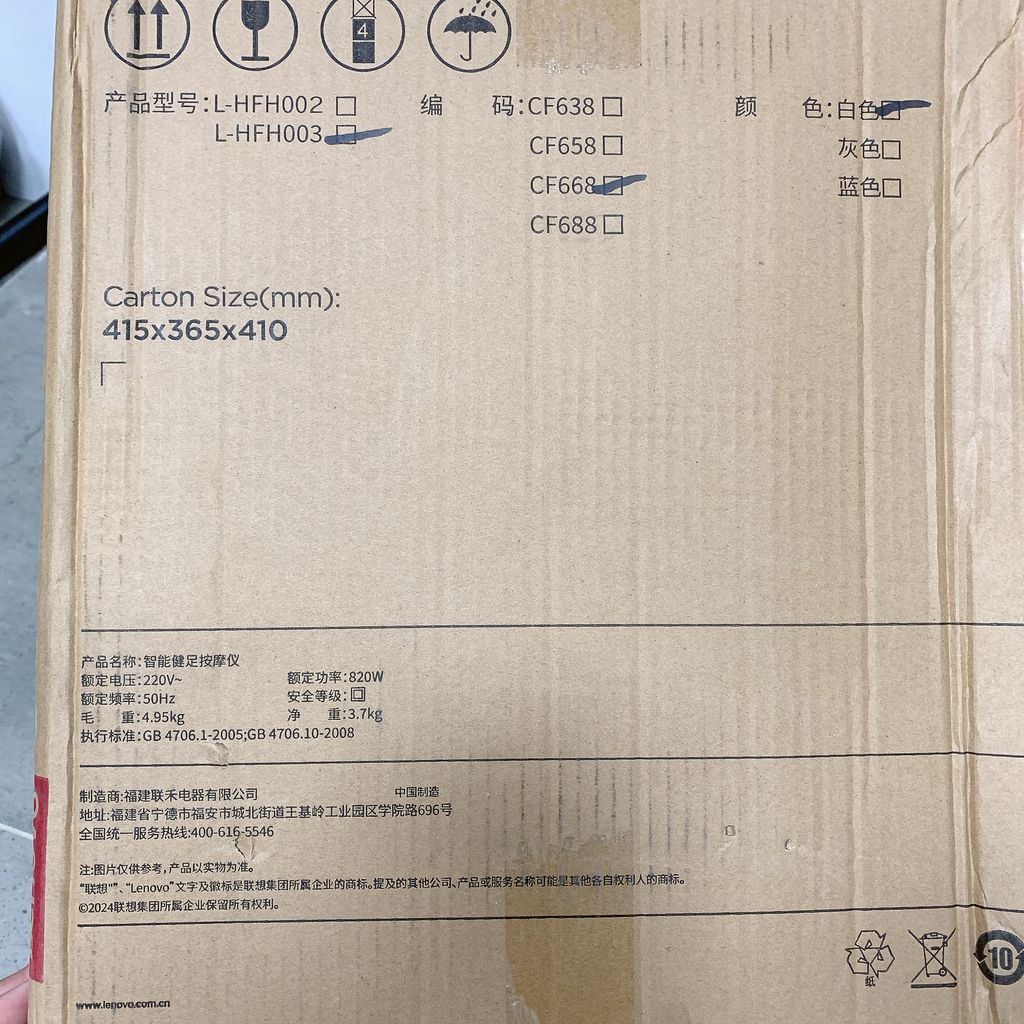 4
产品型号:L-HFH002 □ 编 码:CF638□ 颜 色:白色□
L-HFH003□ CF658□ 灰色□
CF668□ 蓝色□
CF688□
Carton Size(mm):
415x365x410
产品名称:智能健足按摩仪
额定电压:220V~ 额定功率:820W
额定频率:50Hz 安全等级:回
毛 重:4.95kg 净 重:3.7kg
执行标准:GB 4706.1-2005;GB 4706.10-2008
制造商:福建联禾电器有限公司 中国制造
地址:福建省宁德市福安市城北街道王基岭工业园区学院路696号
全国统一服务热线:400-616-5546
注:图片仅供参考,产品以实物为准。
“联想"”、“Lenovo”文字及徽标是联想集团所属企业的商标。提及的其他公司、产品或服务名称可能是其他各自权利人的商标。
©2024联想集团所属企业保留所有权利。
纸
10
www.lenovo.com.cn